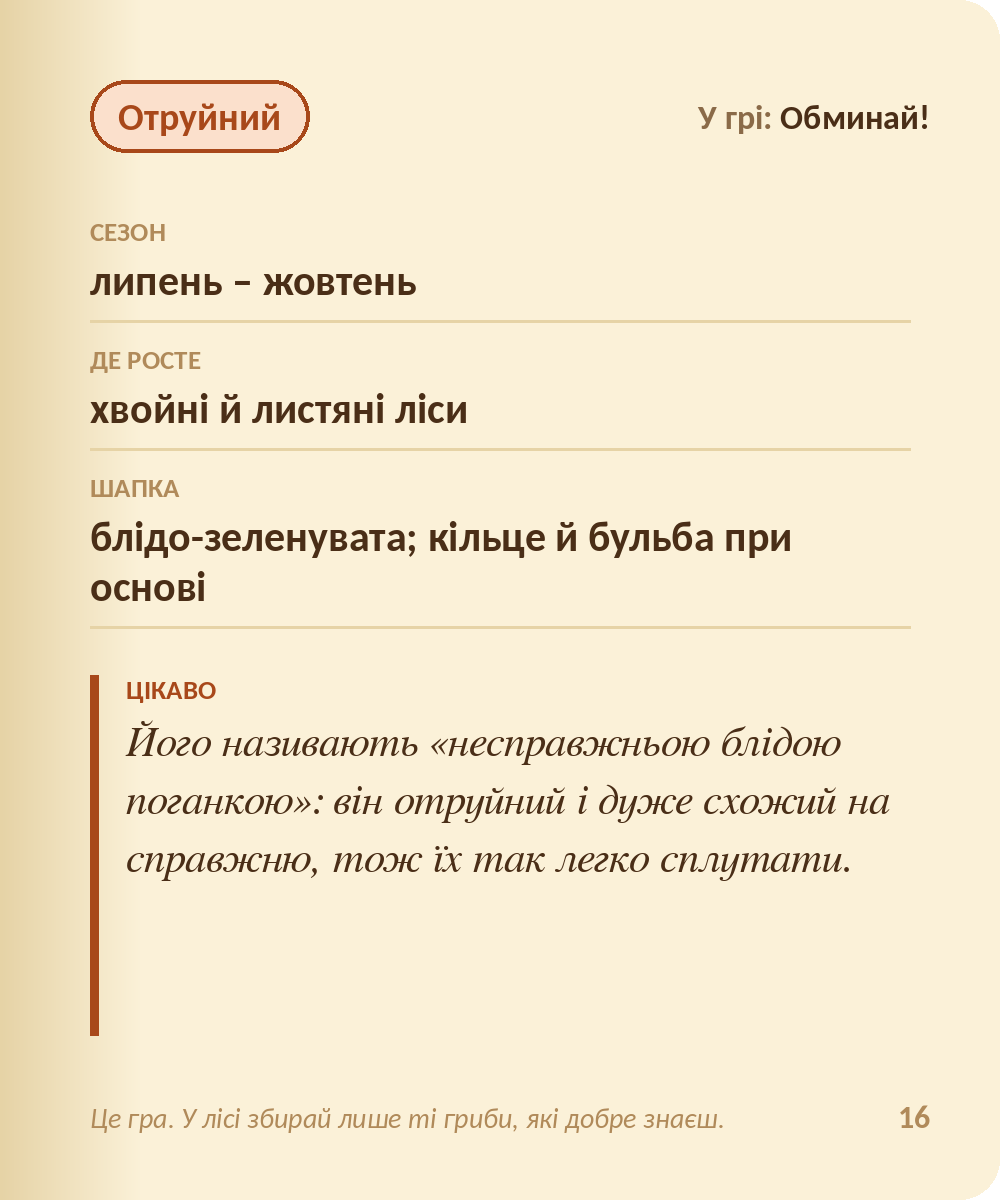 Отруйний
У грі: Обминай!
СЕЗОН
липень – жовтень
ДЕ РОСТЕ
хвойні й листяні ліси
ШАПКА
блідо-зеленувата; кільце й бульба при
основі
ЦІКАВО
Його називають «несправжньою блідою
поганкою»: він отруйний і дуже схожий на
справжню, тож їх так легко сплутати.
Це гра. У лісі збирай лише ті гриби, які добре знаєш.
16